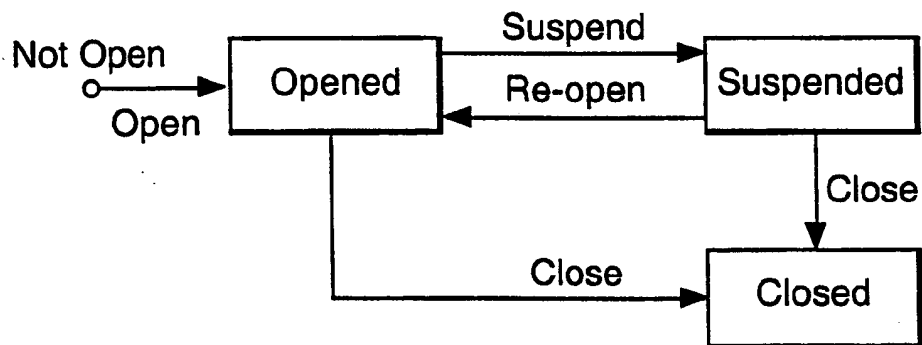 Not Open
Open
Opened
Suspend
Re-open
Suspended
Close
Close
Closed